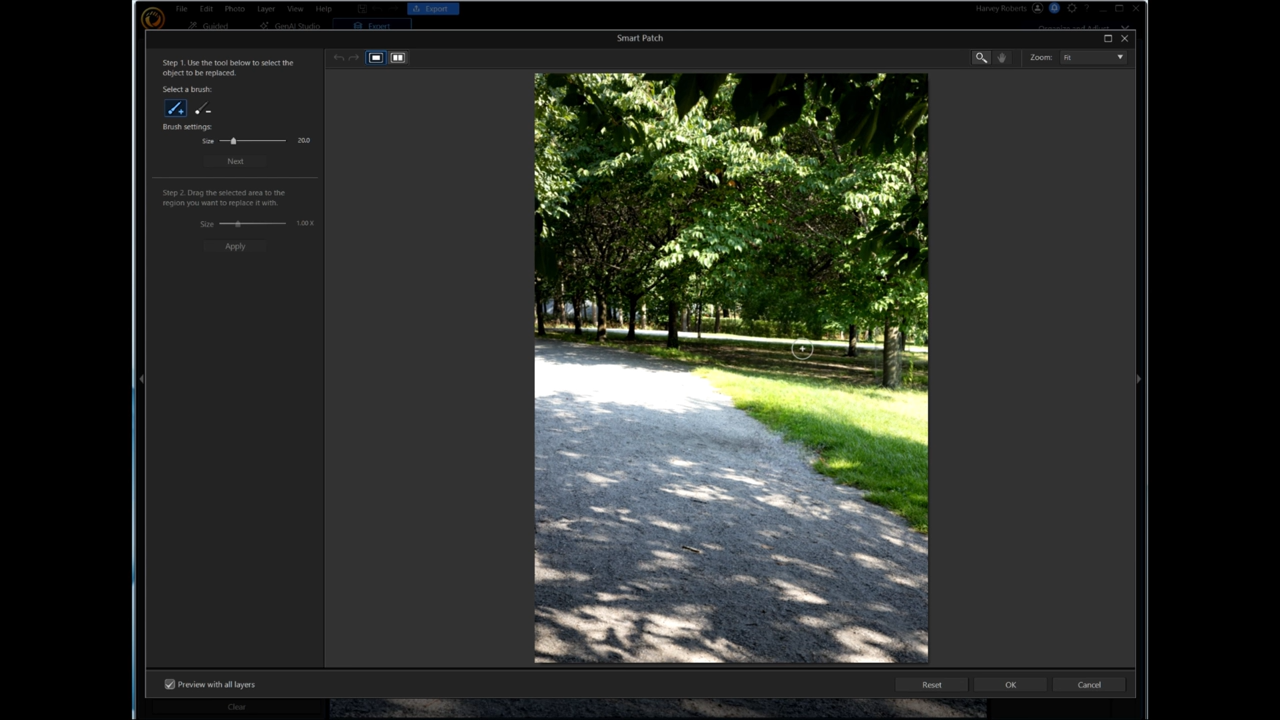 File Edit Photo Layer View Help Export Harvey Roberts ?
Guided GenAI Studio Expert
Smart Patch
Step 1. Use the tool below to select the
object to be replaced.
Zoom: Fit
Select a brush:
Brush settings:
Size 20.0
Next
Step 2. Drag the selected area to the
region you want to replace it with.
Size 1.00 X
Apply
Preview with all layers Reset OK Cancel
Clear